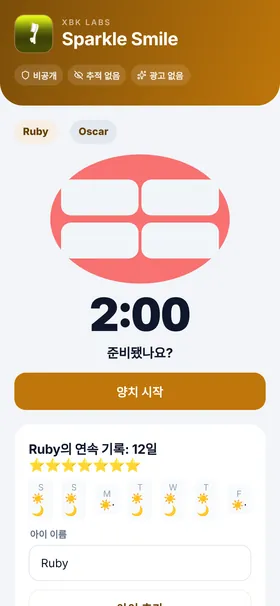 XBK LABS
Sparkle Smile
비공개 추적 없음 광고 없음
Ruby Oscar
2:00
준비됐나요?
양치 시작
Ruby의 연속 기록: 12일
S S M T W T F
아이 이름
Ruby